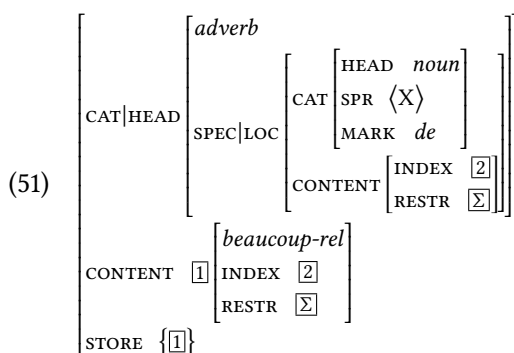 adverb
HEAD noun
CAT SPR ⟨X⟩
CAT|HEAD SPEC|LOC MARK de
(51) CONTENT INDEX 2
RESTR Σ
beaucoup-rel
CONTENT 1 INDEX 2
RESTR Σ
STORE {1}